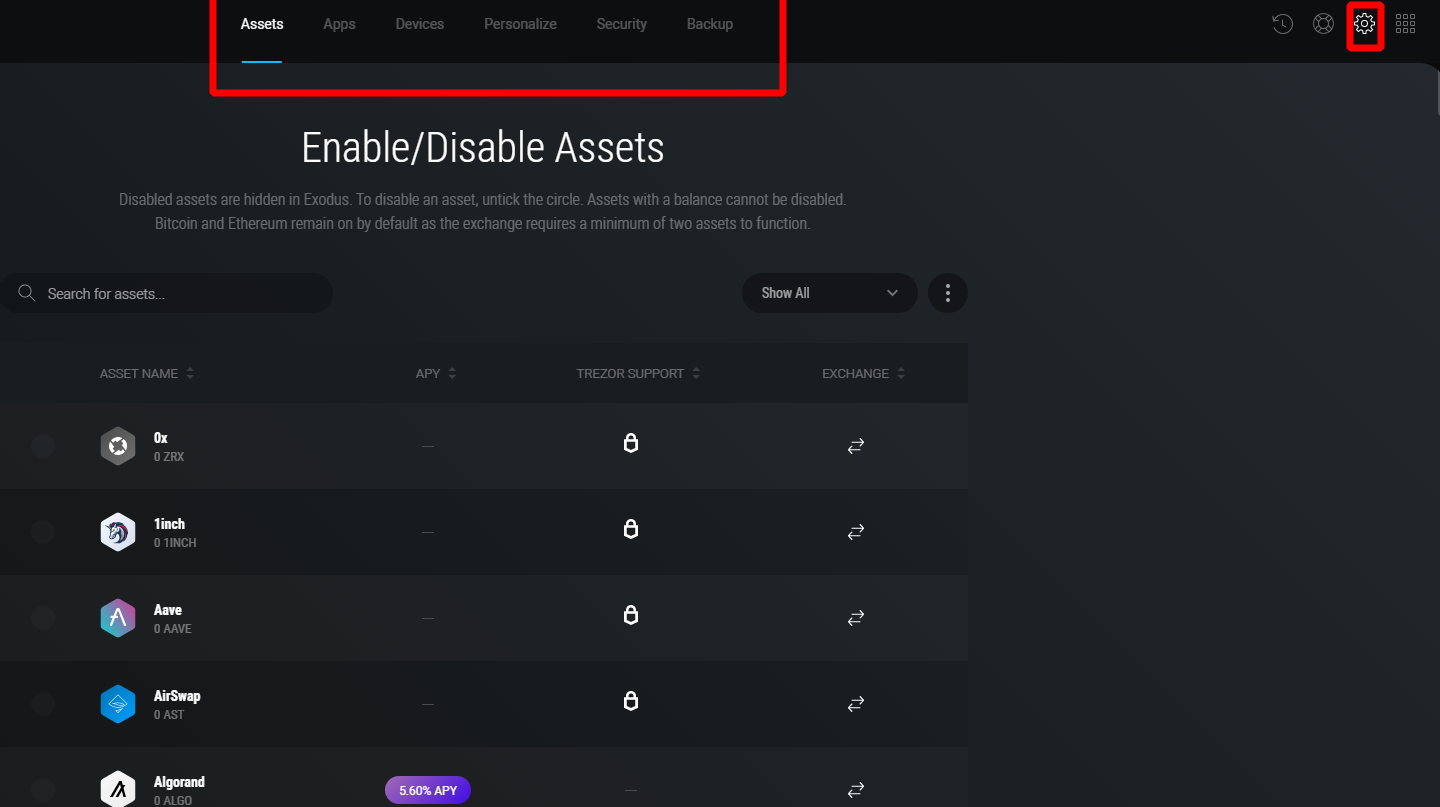 Assets Apps Devices Personalize Security Backup
Enable/Disable Assets
Disabled assets are hidden in Exodus. To disable an asset, untick the circle. Assets with a balance cannot be disabled.
Bitcoin and Ethereum remain on by default as the exchange requires a minimum of two assets to function.
Search for assets... Show All
ASSET NAME APY TREZOR SUPPORT EXCHANGE
0x
0 ZRX
—
1inch
0 1INCH
—
Aave
0 AAVE
—
AirSwap
0 AST
—
Algorand
0 ALGO
5.60% APY —